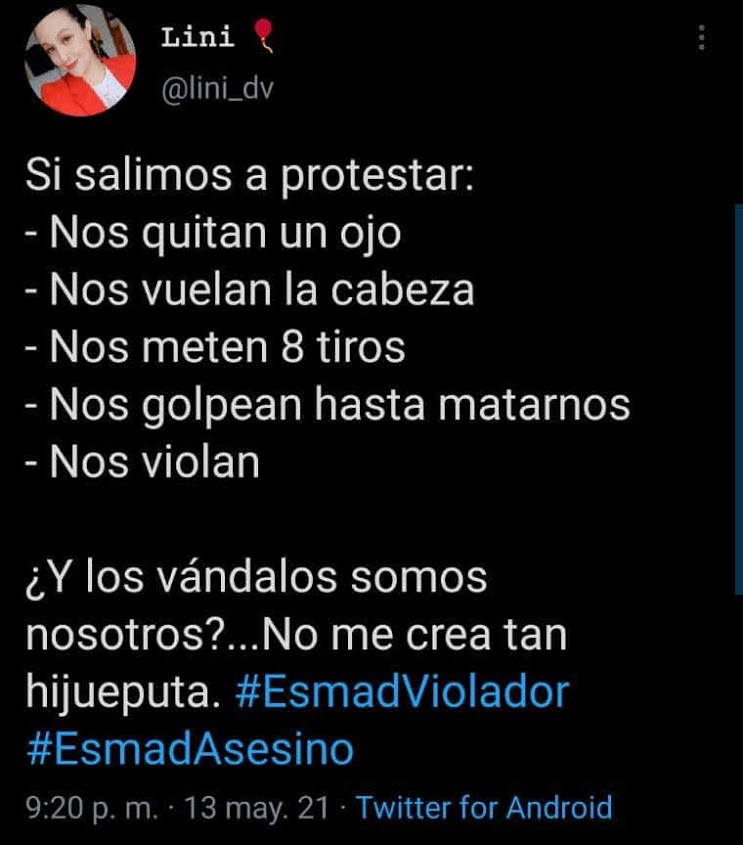 Lini
@lini_dv
Si salimos a protestar:
- Nos quitan un ojo
- Nos vuelan la cabeza
- Nos meten 8 tiros
- Nos golpean hasta matarnos
- Nos violan
¿Y los vándalos somos
nosotros?...No me crea tan
hijueputa. #EsmadViolador
#EsmadAsesino
9:20 p. m. · 13 may. 21 · Twitter for Android